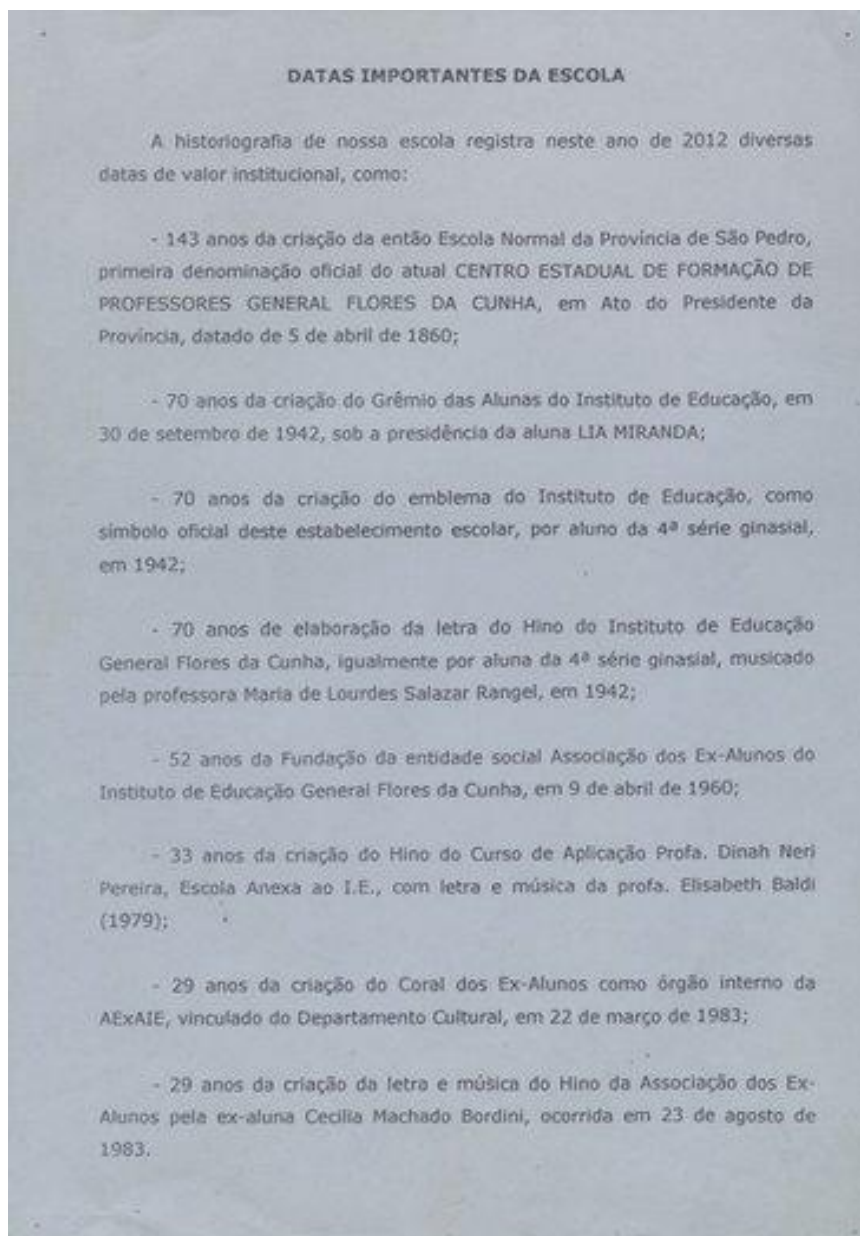 DATAS IMPORTANTES DA ESCOLA
A historiografia de nossa escola registra neste ano de 2012 diversas
datas de valor institucional, como:
- 143 anos da criação da então Escola Normal da Província de São Pedro,
primeira denominação oficial do atual CENTRO ESTADUAL DE FORMAÇÃO DE
PROFESSORES GENERAL FLORES DA CUNHA, em Ato do Presidente da
Província, datado de 5 de abril de 1860;
- 70 anos da criação do Grêmio das Alunas do Instituto de Educação, em
30 de setembro de 1942, sob a presidência da aluna LIA MIRANDA;
- 70 anos da criação do emblema do Instituto de Educação, como
símbolo oficial deste estabelecimento escolar, por aluno da 4ª série ginasial,
em 1942;
- 70 anos de elaboração da letra do Hino do Instituto de Educação
General Flores da Cunha, igualmente por aluna da 4ª série ginasial, musicado
pela professora Maria de Lourdes Salazar Rangel, em 1942;
- 52 anos da Fundação da entidade social Associação dos Ex-Alunos do
Instituto de Educação General Flores da Cunha, em 9 de abril de 1960;
- 33 anos da criação do Hino do Curso de Aplicação Profa. Dinah Neri
Pereira, Escola Anexa ao I.E., com letra e música da profa. Elisabeth Baldi
(1979);
- 29 anos da criação do Coral dos Ex-Alunos como órgão interno da
AExAIE, vinculado do Departamento Cultural, em 22 de março de 1983;
- 29 anos da criação da letra e música do Hino da Associação dos Ex-
Alunos pela ex-aluna Cecilia Machado Bordini, ocorrida em 23 de agosto de
1983.